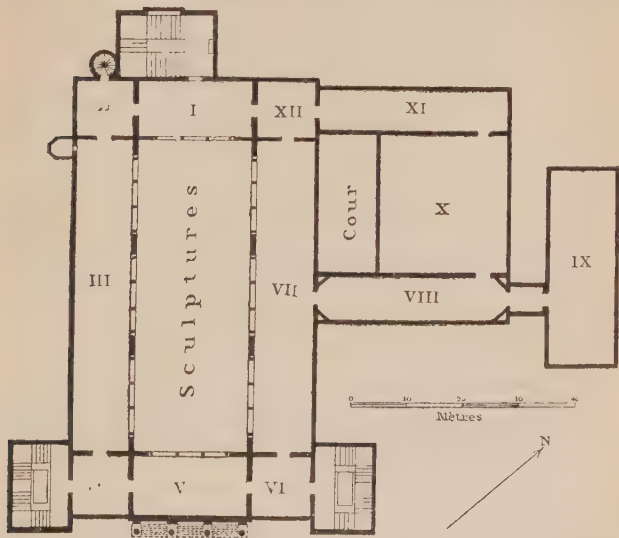 I
XII
XI
Sculptures
Cour
X
IX
III
VII
VIII
0 10 20 30 40
Mètres
N
V
VI